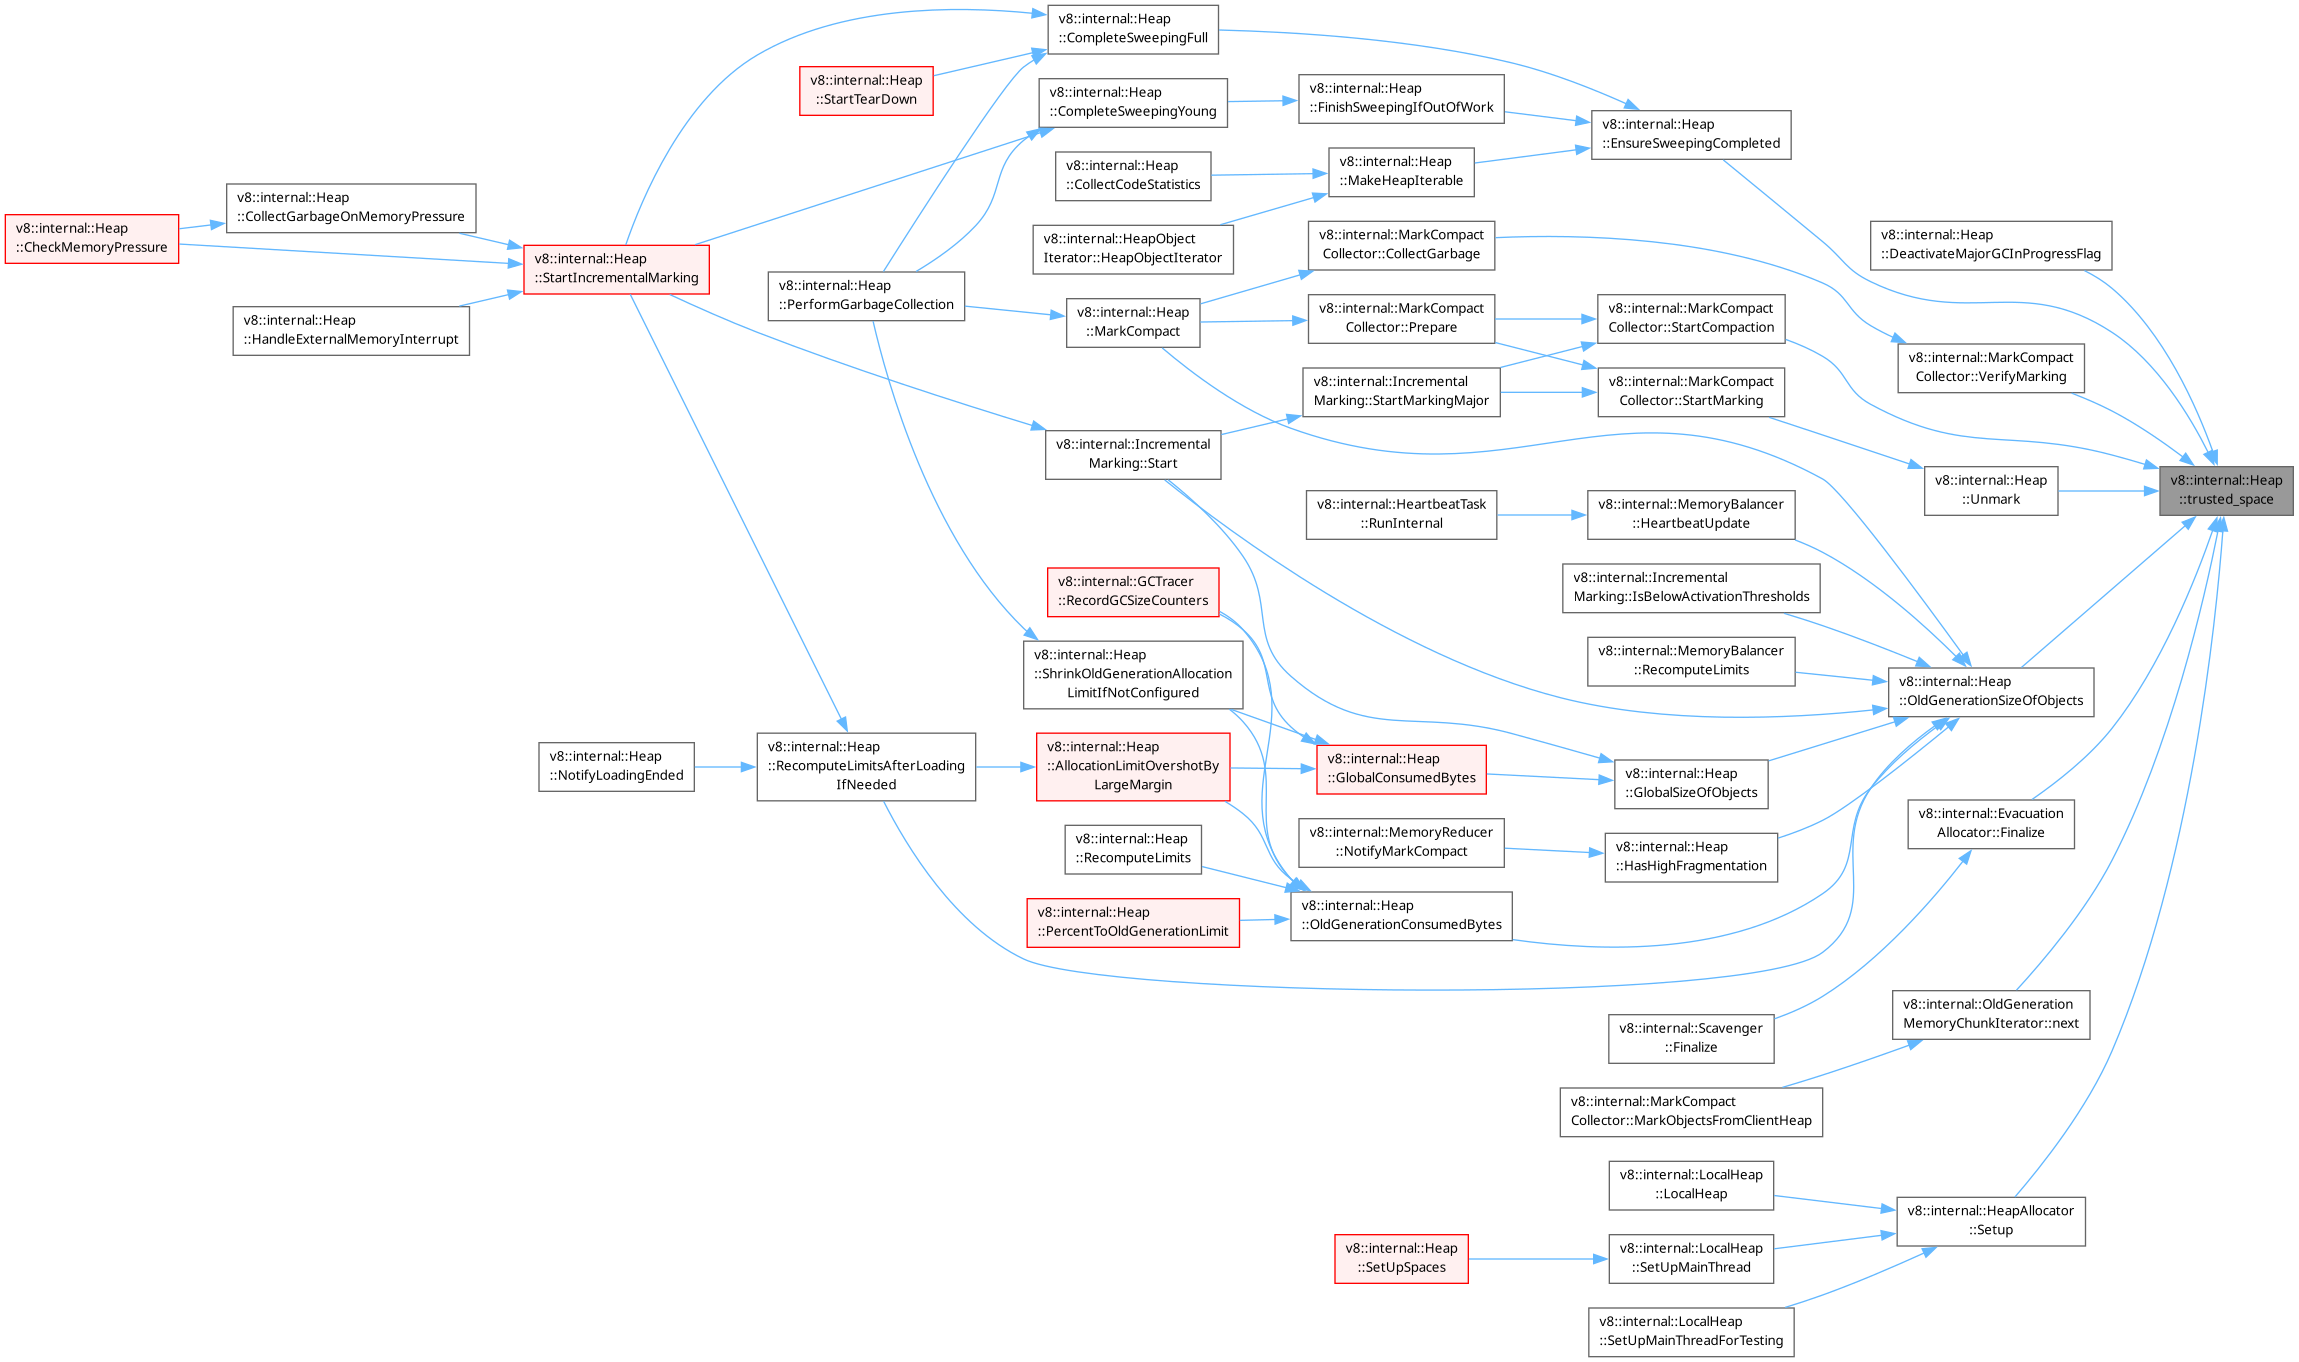 v8::internal::Heap
::CompleteSweepingFull
v8::internal::Heap
::StartTearDown
v8::internal::Heap
::CompleteSweepingYoung
v8::internal::Heap
::FinishSweepingIfOutOfWork
v8::internal::Heap
::EnsureSweepingCompleted
v8::internal::Heap
::CollectCodeStatistics
v8::internal::Heap
::MakeHeapIterable
v8::internal::Heap
::CollectGarbageOnMemoryPressure
v8::internal::Heap
::CheckMemoryPressure
v8::internal::HeapObject
Iterator::HeapObjectIterator
v8::internal::MarkCompact
Collector::CollectGarbage
v8::internal::Heap
::DeactivateMajorGCInProgressFlag
v8::internal::Heap
::StartIncrementalMarking
v8::internal::Heap
::PerformGarbageCollection
v8::internal::Heap
::MarkCompact
v8::internal::MarkCompact
Collector::Prepare
v8::internal::MarkCompact
Collector::StartCompaction
v8::internal::Heap
::HandleExternalMemoryInterrupt
v8::internal::MarkCompact
Collector::VerifyMarking
v8::internal::Incremental
Marking::StartMarkingMajor
v8::internal::MarkCompact
Collector::StartMarking
v8::internal::Incremental
Marking::Start
v8::internal::Heap
::Unmark
v8::internal::Heap
::trusted_space
v8::internal::HeartbeatTask
::RunInternal
v8::internal::MemoryBalancer
::HeartbeatUpdate
v8::internal::GCTracer
::RecordGCSizeCounters
v8::internal::Incremental
Marking::IsBelowActivationThresholds
v8::internal::Heap
::ShrinkOldGenerationAllocation
LimitIfNotConfigured
v8::internal::MemoryBalancer
::RecomputeLimits
v8::internal::Heap
::OldGenerationSizeOfObjects
v8::internal::Heap
::NotifyLoadingEnded
v8::internal::Heap
::RecomputeLimitsAfterLoading
IfNeeded
v8::internal::Heap
::AllocationLimitOvershotBy
LargeMargin
v8::internal::Heap
::GlobalConsumedBytes
v8::internal::Heap
::GlobalSizeOfObjects
v8::internal::Heap
::RecomputeLimits
v8::internal::MemoryReducer
::NotifyMarkCompact
v8::internal::Heap
::HasHighFragmentation
v8::internal::Evacuation
Allocator::Finalize
v8::internal::Heap
::PercentToOldGenerationLimit
v8::internal::Heap
::OldGenerationConsumedBytes
v8::internal::Scavenger
::Finalize
v8::internal::OldGeneration
MemoryChunkIterator::next
v8::internal::MarkCompact
Collector::MarkObjectsFromClientHeap
v8::internal::LocalHeap
::LocalHeap
v8::internal::HeapAllocator
::Setup
v8::internal::Heap
::SetUpSpaces
v8::internal::LocalHeap
::SetUpMainThread
v8::internal::LocalHeap
::SetUpMainThreadForTesting